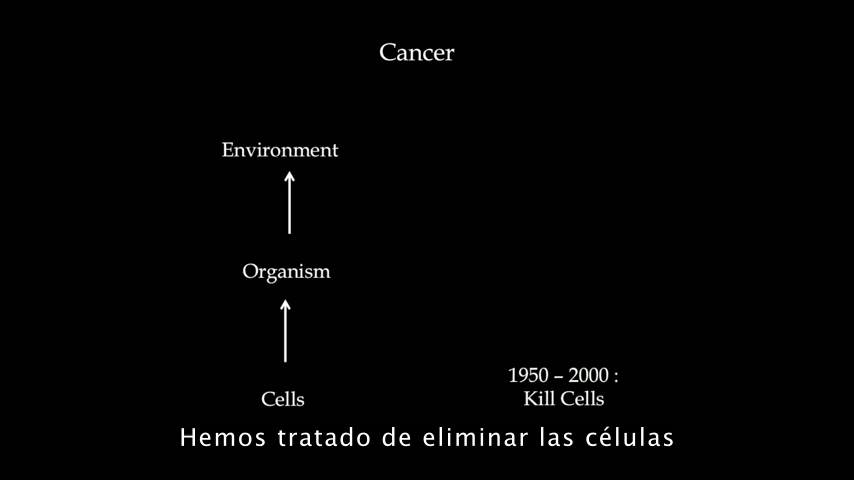 Cancer
Environment
Organism
Cells
1950 – 2000 :
Kill Cells
Hemos tratado de eliminar las células